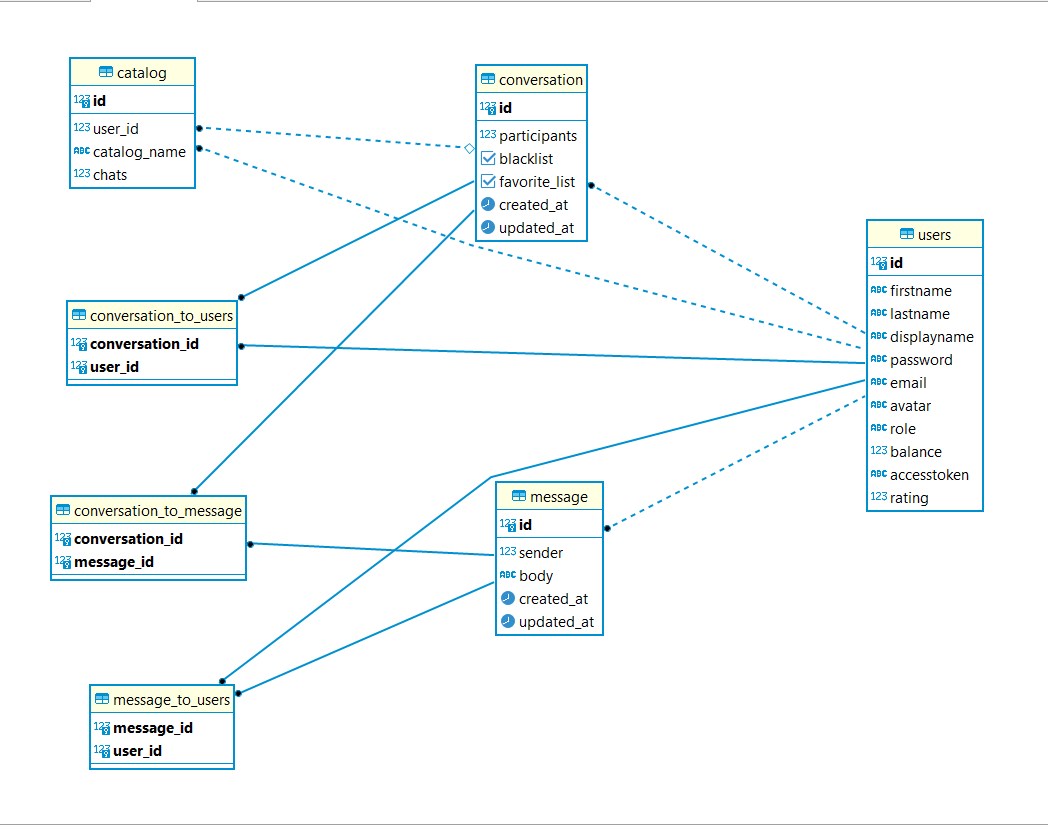 catalog
123 id
123 user_id
ABC catalog_name
123 chats
conversation
123 id
123 participants
blacklist
favorite_list
created_at
updated_at
users
123 id
ABC firstname
ABC lastname
ABC displayname
ABC password
ABC email
ABC avatar
ABC role
123 balance
ABC accesstoken
123 rating
conversation_to_users
123 conversation_id
123 user_id
conversation_to_message
123 conversation_id
123 message_id
message
123 id
123 sender
ABC body
created_at
updated_at
message_to_users
123 message_id
123 user_id